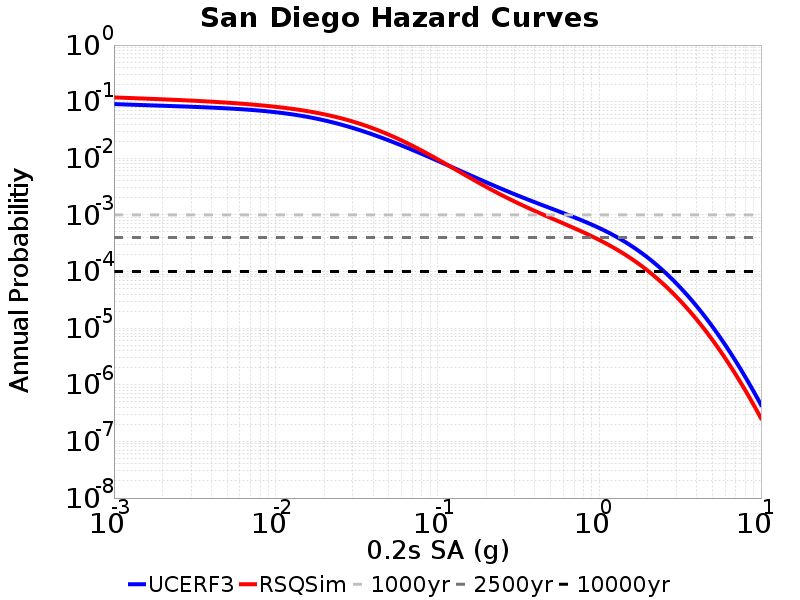 San Diego Hazard Curves
10^0
10^-1
10^-2
10^-3
10^-4
10^-5
10^-6
10^-7
10^-8
Annual Probabilitiy
10^-3 10^-2 10^-1 10^0 10^1
0.2s SA (g)
UCERF3 RSQSim 1000yr 2500yr 10000yr